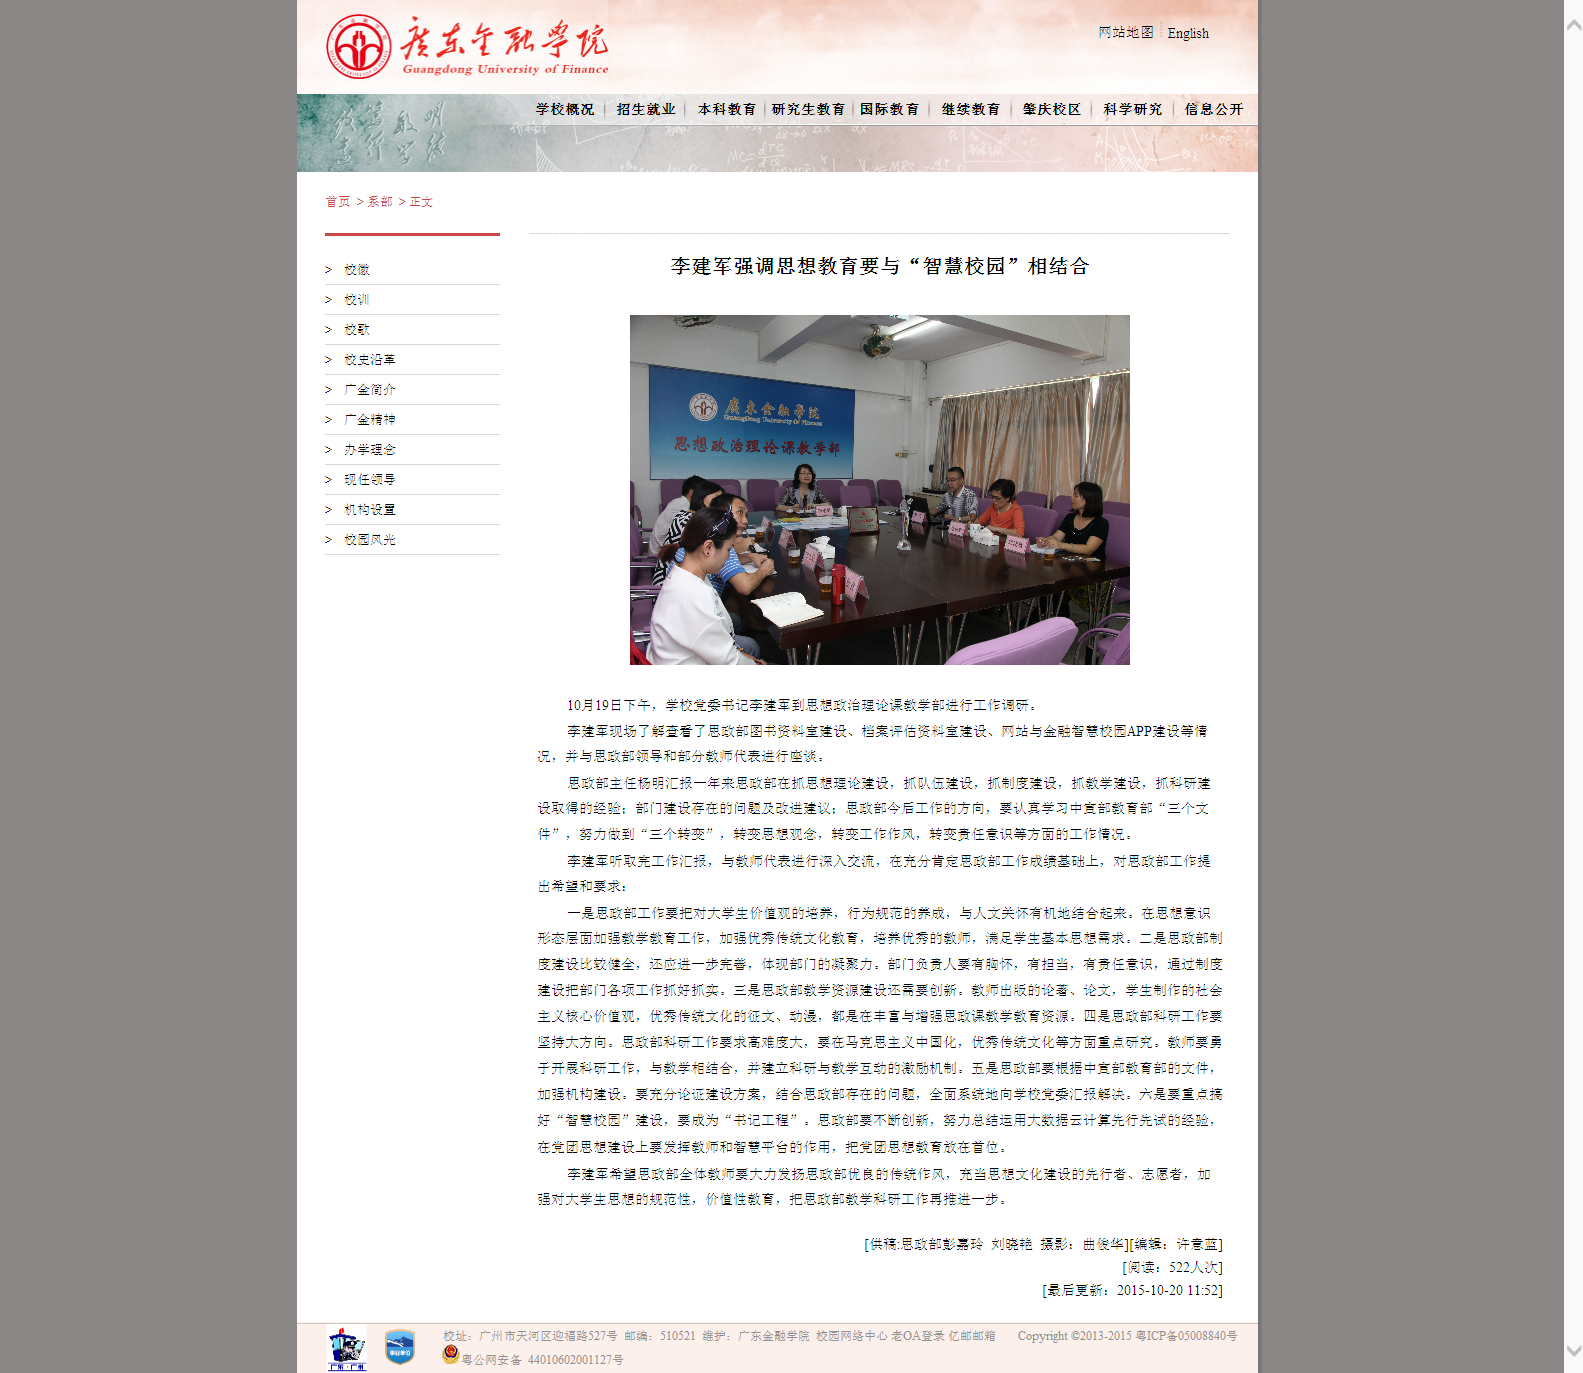 廣東金融學院
Guangdong University of Finance
网站地图 English
学校概况 招生就业 本科教育 研究生教育 国际教育 继续教育 肇庆校区 科学研究 信息公开
首页 > 系部 > 正文
> 校徽
> 校训
> 校歌
> 校史沿革
> 广金简介
> 广金精神
> 办学理念
> 现任领导
> 机构设置
> 校园风光
李建军强调思想教育要与“智慧校园”相结合
廣東金融學院
GuangDong University Of Finance
思想政治理论课教学部
10月19日下午，学校党委书记李建军到思想政治理论课教学部进行工作调研。
李建军现场了解查看了思政部图书资料室建设、档案评估资料室建设、网站与金融智慧校园APP建设等情
况，并与思政部领导和部分教师代表进行座谈。
思政部主任杨明汇报一年来思政部在抓思想理论建设，抓队伍建设，抓制度建设，抓教学建设，抓科研建
设取得的经验；部门建设存在的问题及改进建议；思政部今后工作的方向，要认真学习中宣部教育部“三个文
件”，努力做到“三个转变”，转变思想观念，转变工作作风，转变责任意识等方面的工作情况。
李建军听取完工作汇报，与教师代表进行深入交流，在充分肯定思政部工作成绩基础上，对思政部工作提
出希望和要求：
一是思政部工作要把对大学生价值观的培养，行为规范的养成，与人文关怀有机地结合起来。在思想意识
形态层面加强教学教育工作，加强优秀传统文化教育，培养优秀的教师，满足学生基本思想需求。二是思政部制
度建设比较健全，还应进一步完善，体现部门的凝聚力。部门负责人要有胸怀，有担当，有责任意识，通过制度
建设把部门各项工作抓好抓实。三是思政部教学资源建设还需要创新。教师出版的论著、论文，学生制作的社会
主义核心价值观，优秀传统文化的征文、动漫，都是在丰富与增强思政课教学教育资源。四是思政部科研工作要
坚持大方向。思政部科研工作要求高难度大，要在马克思主义中国化，优秀传统文化等方面重点研究。教师要勇
于开展科研工作，与教学相结合，并建立科研与教学互动的激励机制。五是思政部要根据中宣部教育部的文件，
加强机构建设。要充分论证建设方案，结合思政部存在的问题，全面系统地向学校党委汇报解决。六是要重点搞
好“智慧校园”建设，要成为“书记工程”。思政部要不断创新，努力总结运用大数据云计算先行先试的经验，
在党团思想建设上要发挥教师和智慧平台的作用，把党团思想教育放在首位。
李建军希望思政部全体教师要大力发扬思政部优良的传统作风，充当思想文化建设的先行者、志愿者，加
强对大学生思想的规范性，价值性教育，把思政部教学科研工作再推进一步。
[供稿:思政部彭嘉玲 刘晓艳 摄影：曲俊华][编辑：许意蓝]
[阅读：522人次]
[最后更新：2015-10-20 11:52]
校址：广州市天河区迎福路527号 邮编：510521 维护：广东金融学院 校园网络中心 老OA登录 亿邮邮箱 Copyright ©2013-2015 粤ICP备05008840号
粤公网安备 44010602001127号